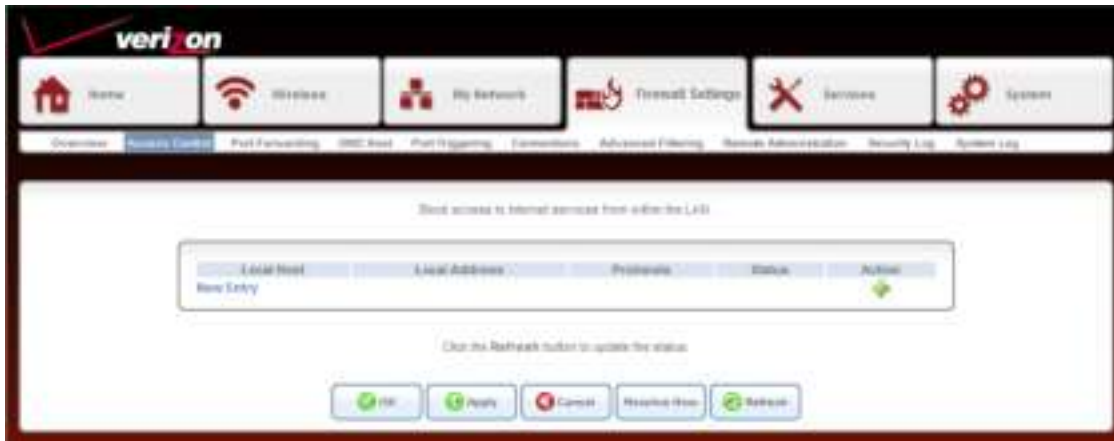 verizon
Home
Wireless
My Network
Firewall Settings
Services
System
Overview Access Control Port Forwarding DMZ Host Port Triggering Connections Advanced Filtering Remote Administration Security Log System Log
Block access to Internet services from within the LAN
Local Host Local Address Protocols Status Action
New Entry
Click the Refresh button to update the status
OK Apply Cancel Resolve Now Refresh